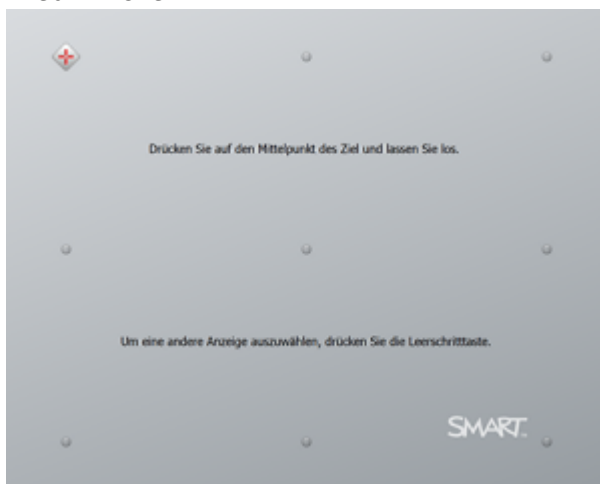 Drücken Sie auf den Mittelpunkt des Ziel und lassen Sie los.
Um eine andere Anzeige auszuwählen, drücken Sie die Leerschritttaste.
SMART